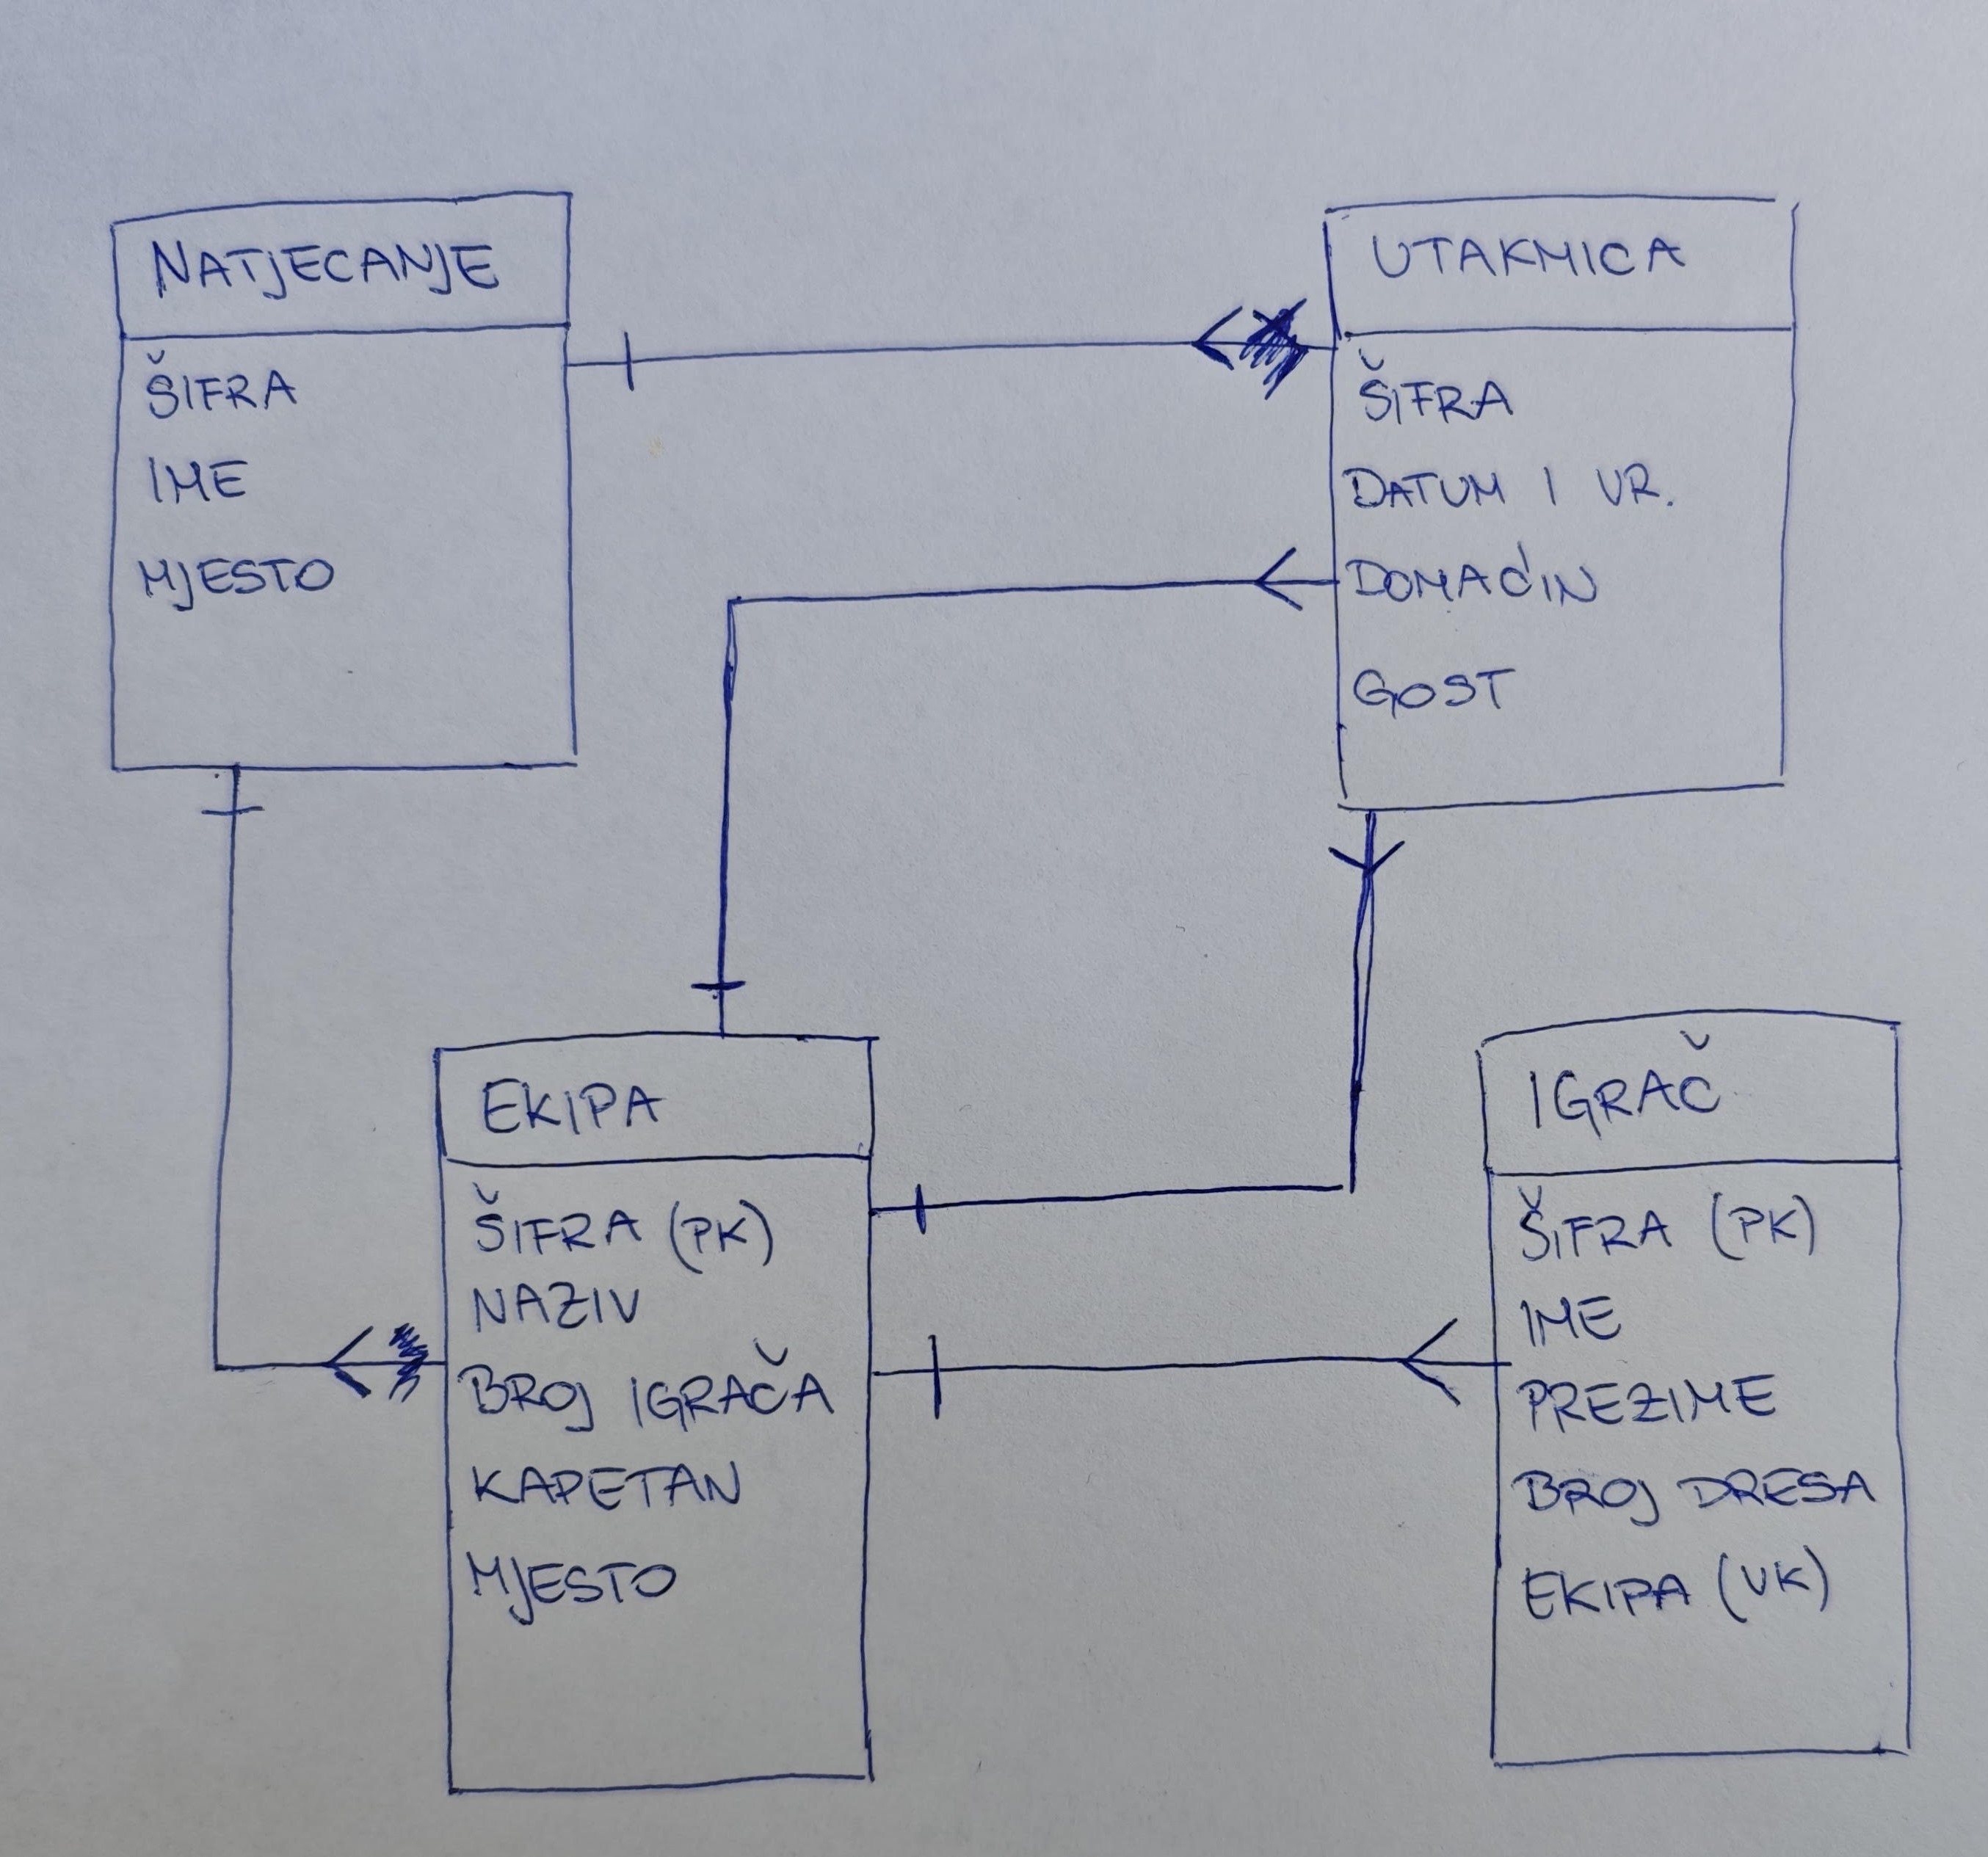 NATJECANJE
ŠIFRA
IME
MJESTO
UTAKMICA
ŠIFRA
DATUM I VR.
DOMAĆIN
GOST
EKIPA
ŠIFRA (PK)
NAZIV
BROJ IGRAČA
KAPETAN
MJESTO
IGRAČ
ŠIFRA (PK)
IME
PREZIME
BROJ DRESA
EKIPA (VK)